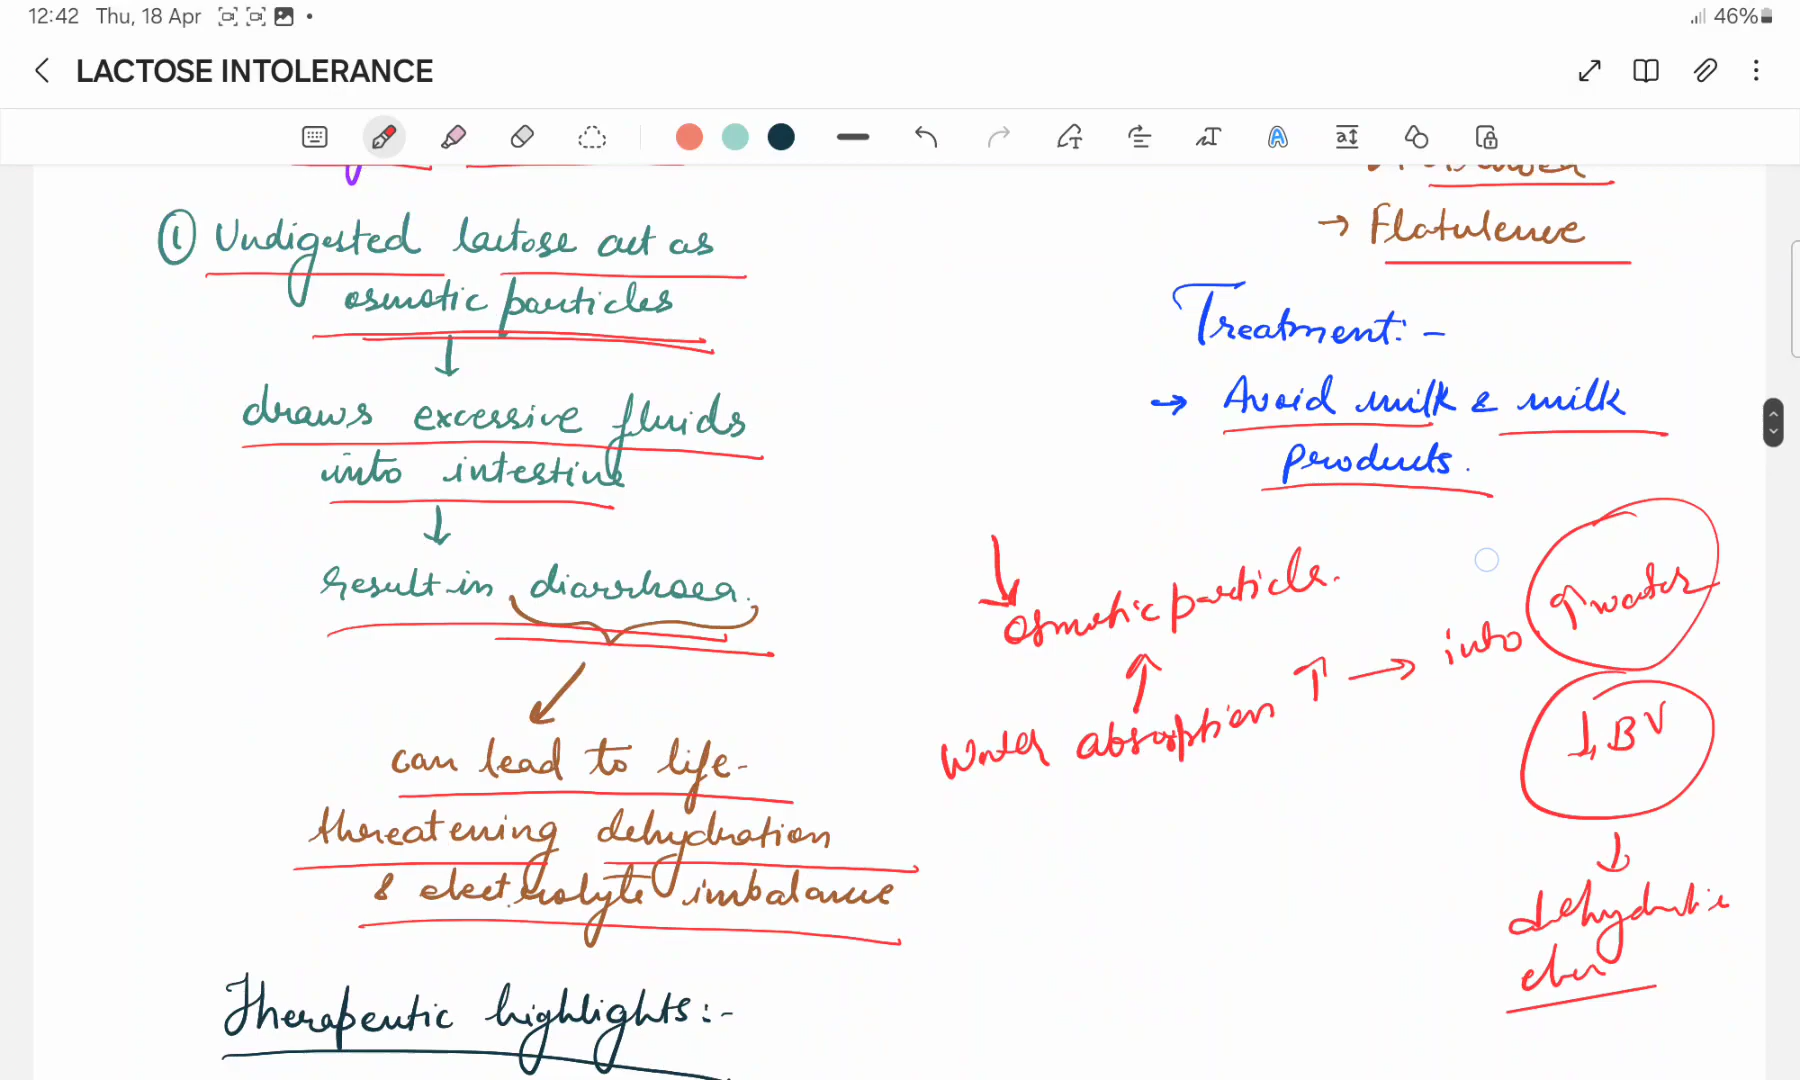 12:42 Thu, 18 Apr
46%
LACTOSE INTOLERANCE
① Undigested lactose act as
osmotic particles
↓
draws excessive fluids
into intestine
↓
result in diarrhoea.
can lead to life-
threatening dehydration
& electrolyte imbalance
Therapeutic highlights:-
→ Flatulence
Treatment:-
→ Avoid milk & milk
products.
↓
osmotic particle.
↑
Water absorption ↑ → into
↑ water
↓ BV
↓